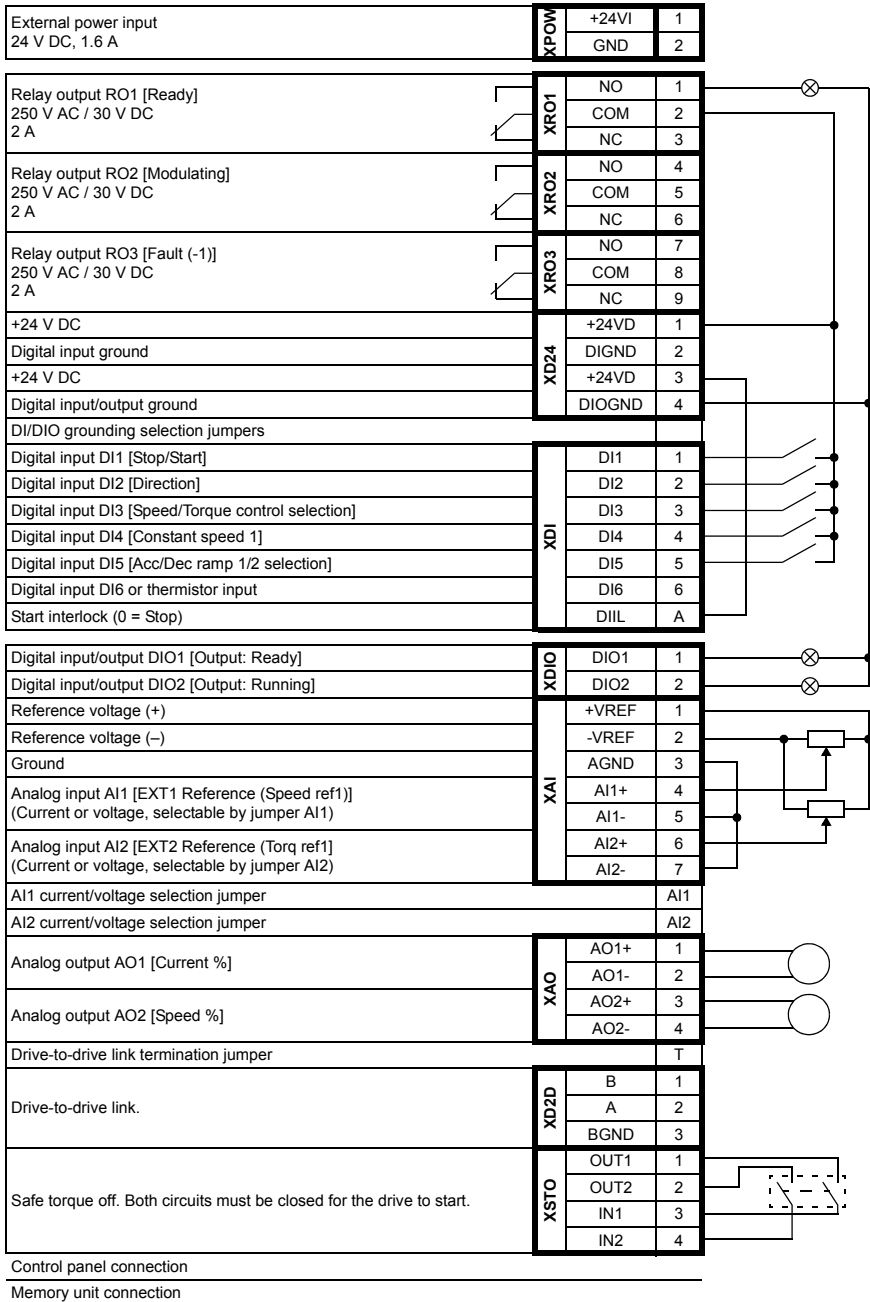 External power input
24 V DC, 1.6 A
XPOW
+24VI 1
GND 2
Relay output RO1 [Ready]
250 V AC / 30 V DC
2 A
XRO1
NO 1
COM 2
NC 3
Relay output RO2 [Modulating]
250 V AC / 30 V DC
2 A
XRO2
NO 4
COM 5
NC 6
Relay output RO3 [Fault (-1)]
250 V AC / 30 V DC
2 A
XRO3
NO 7
COM 8
NC 9
XD24
+24 V DC +24VD 1
Digital input ground DIGND 2
+24 V DC +24VD 3
Digital input/output ground DIOGND 4
DI/DIO grounding selection jumpers
XDI
Digital input DI1 [Stop/Start] DI1 1
Digital input DI2 [Direction] DI2 2
Digital input DI3 [Speed/Torque control selection] DI3 3
Digital input DI4 [Constant speed 1] DI4 4
Digital input DI5 [Acc/Dec ramp 1/2 selection] DI5 5
Digital input DI6 or thermistor input DI6 6
Start interlock (0 = Stop) DIIL A
XDIO
Digital input/output DIO1 [Output: Ready] DIO1 1
Digital input/output DIO2 [Output: Running] DIO2 2
XAI
Reference voltage (+) +VREF 1
Reference voltage (–) -VREF 2
Ground AGND 3
Analog input AI1 [EXT1 Reference (Speed ref1)]
(Current or voltage, selectable by jumper AI1)
AI1+ 4
AI1- 5
Analog input AI2 [EXT2 Reference (Torq ref1]
(Current or voltage, selectable by jumper AI2)
AI2+ 6
AI2- 7
AI1 current/voltage selection jumper AI1
AI2 current/voltage selection jumper AI2
Analog output AO1 [Current %]
XAO
AO1+ 1
AO1- 2
Analog output AO2 [Speed %]
AO2+ 3
AO2- 4
Drive-to-drive link termination jumper T
Drive-to-drive link.
XD2D
B 1
A 2
BGND 3
Safe torque off. Both circuits must be closed for the drive to start.
XSTO
OUT1 1
OUT2 2
IN1 3
IN2 4
Control panel connection
Memory unit connection